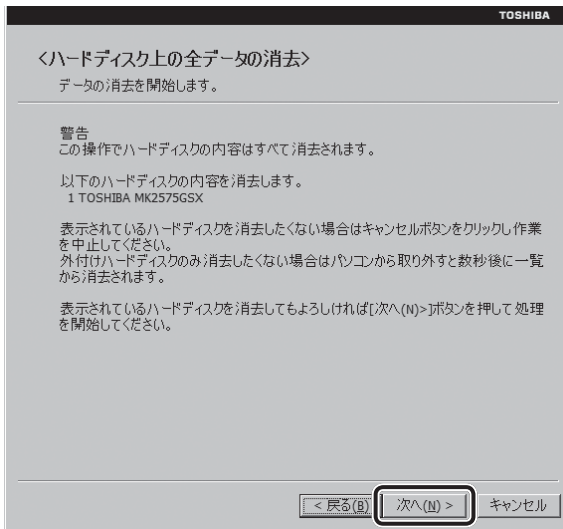 TOSHIBA
<ハードディスク上の全データの消去>
データの消去を開始します。
警告
この操作でハードディスクの内容はすべて消去されます。
以下のハードディスクの内容を消去します。
1 TOSHIBA MK2575GSX
表示されているハードディスクを消去したくない場合はキャンセルボタンをクリックし作業
を中止してください。
外付けハードディスクのみ消去したくない場合はパソコンから取り外すと数秒後に一覧
から消去されます。
表示されているハードディスクを消去してもよろしければ[次へ(N)>]ボタンを押して処理
を開始してください。
< 戻る(B) 次へ(N) > キャンセル